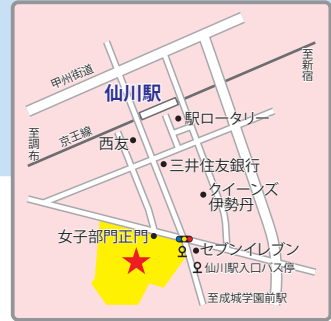 甲州街道
至新宿
仙川駅
駅ロータリー
至調布
京王線
西友
三井住友銀行
クイーンズ
伊勢丹
女子部門正門
セブンイレブン
仙川駅入口バス停
至成城学園前駅